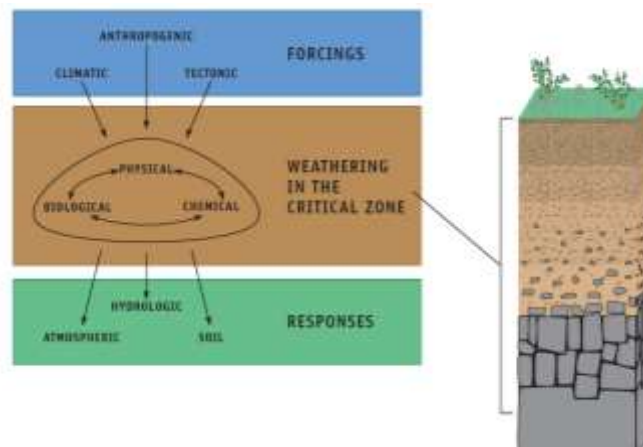 ANTHROPOGENIC
CLIMATIC
TECTONIC
FORCINGS
PHYSICAL
BIOLOGICAL
CHEMICAL
WEATHERING
IN THE
CRITICAL ZONE
HYDROLOGIC
ATMOSPHERIC
SOIL
RESPONSES